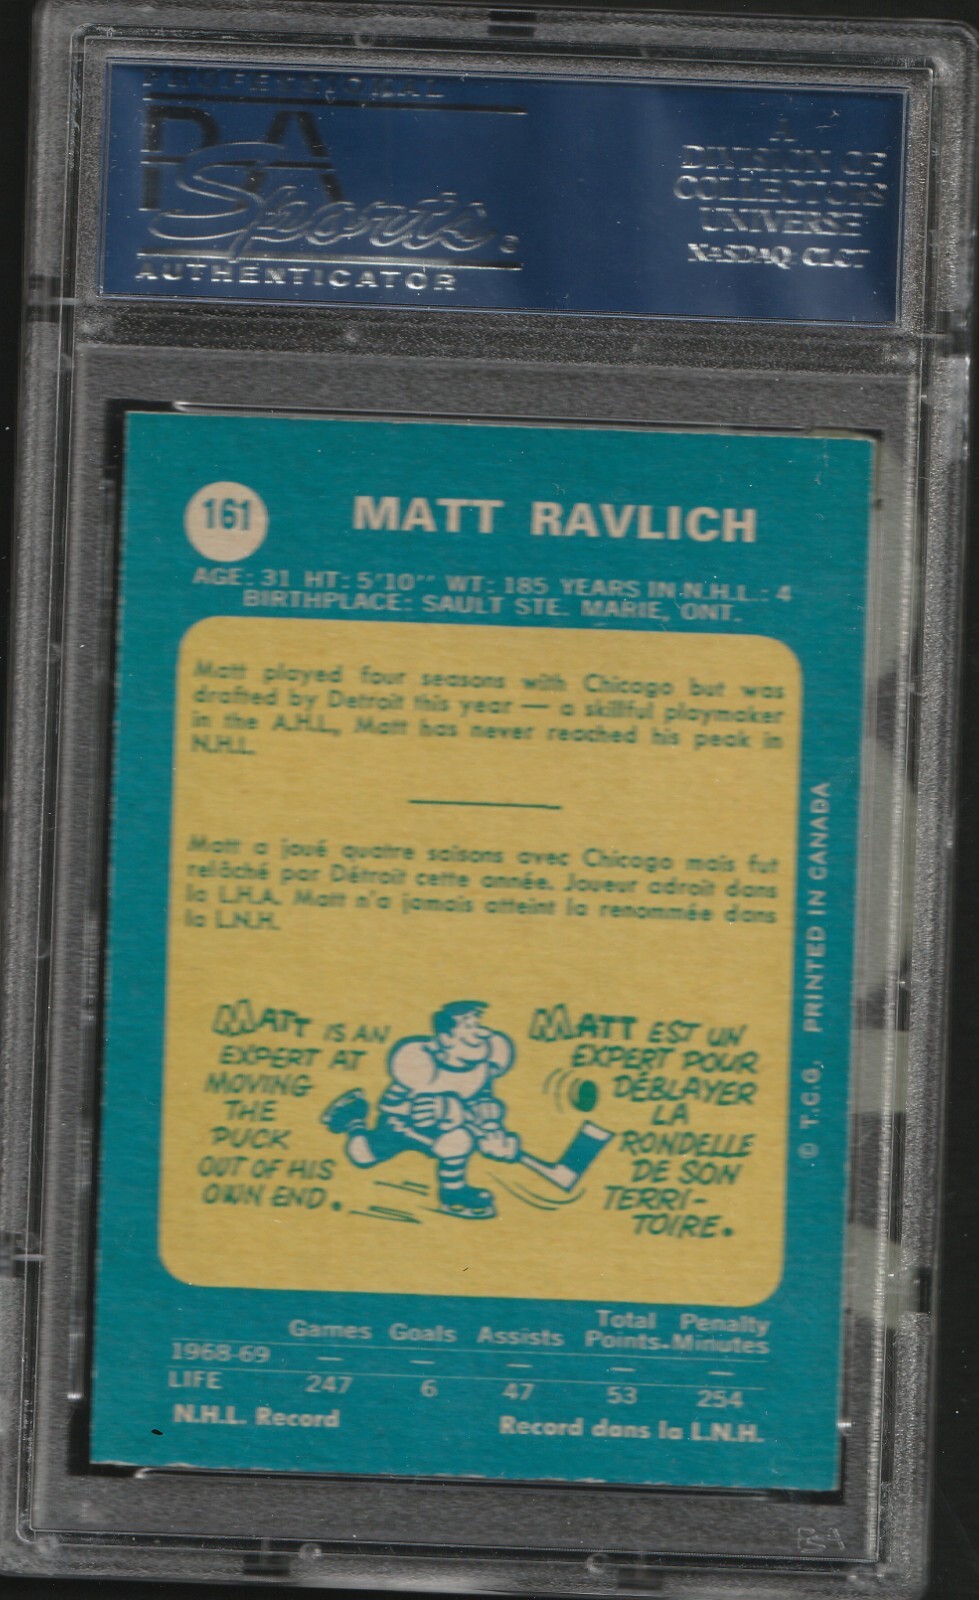 PROFESSIONAL
PSA
Sports
AUTHENTICATOR
A
DIVISION OF
COLLECTORS
UNIVERSE
NASDAQ CLCT
161
MATT RAVLICH
AGE: 31 HT: 5'10" WT: 185 YEARS IN N.H.L.: 4
BIRTHPLACE: SAULT STE. MARIE, ONT.
Matt played four seasons with Chicago but was
drafted by Detroit this year — a skillful playmaker
in the A.H.L., Matt has never reached his peak in
N.H.L.
Matt a joué quatre saisons avec Chicago mais fut
relâché par Détroit cette année. Joueur adroit dans
la L.H.A. Matt n'a jamais atteint la renommée dans
la L.N.H.
MATT IS AN
EXPERT AT
MOVING
THE
PUCK
OUT OF HIS
OWN END.
MATT EST UN
EXPERT POUR
DÉBLAYER
LA
RONDELLE
DE SON
TERRI-
TOIRE.
© T.C.G. PRINTED IN CANADA
Games Goals Assists Total Points Penalty Minutes
1968-69 — — — — —
LIFE 247 6 47 53 254
N.H.L. Record Record dans la L.N.H.
PSA